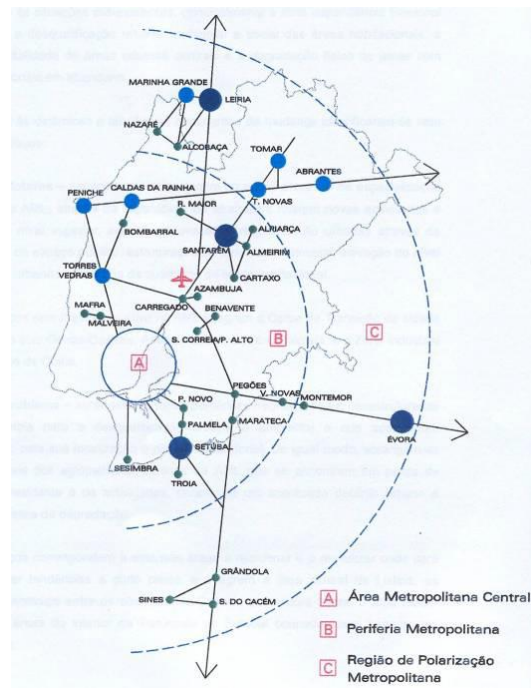 MARINHA GRANDE
LEIRIA
NAZARÉ
ALCOBAÇA
TOMAR
ABRANTES
PENICHE
CALDAS DA RAINHA
T. NOVAS
R. MAIOR
BOMBARRAL
ALRIARÇA
SANTARÉM
ALMEIRIM
TORRES
VEDRAS
CARTAXO
AZAMBUJA
MAFRA
CARREGADO
BENAVENTE
MALVEIRA
S. CORREIA/P. ALTO
B
C
A
PEGÕES
V. NOVAS
MONTEMOR
P. NOVO
MARATECA
PALMELA
ÉVORA
SETÚBAL
SESIMBRA
TROIA
GRÂNDOLA
SINES
S. DO CACÉM
A Área Metropolitana Central
B Periferia Metropolitana
C Região de Polarização
Metropolitana